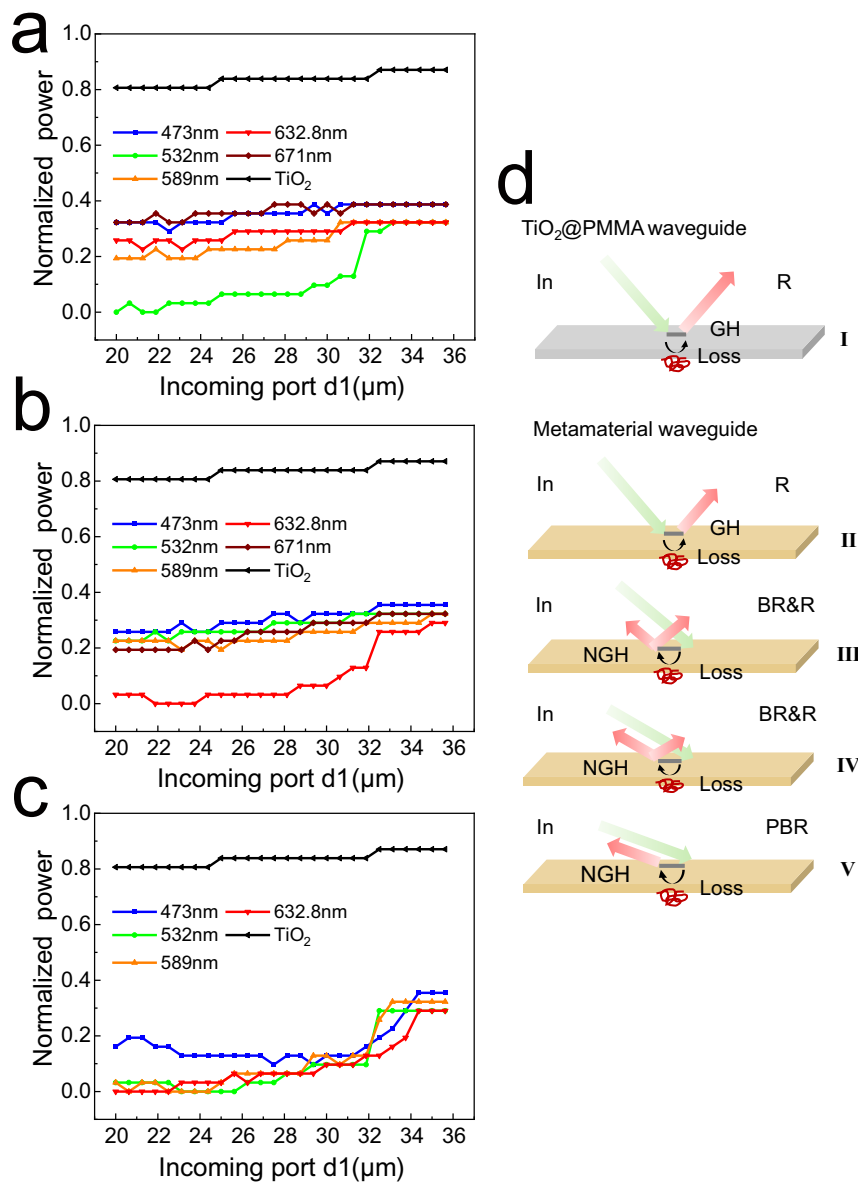 a
1.0
0.8
0.6
0.4
0.2
0.0
Normalized power
473nm
532nm
589nm
632.8nm
671nm
TiO₂
20 22 24 26 28 30 32 34 36
Incoming port d1(μm)
b
1.0
0.8
0.6
0.4
0.2
0.0
Normalized power
473nm
532nm
589nm
632.8nm
671nm
TiO₂
20 22 24 26 28 30 32 34 36
Incoming port d1(μm)
c
1.0
0.8
0.6
0.4
0.2
0.0
Normalized power
473nm
532nm
589nm
632.8nm
TiO₂
20 22 24 26 28 30 32 34 36
Incoming port d1(μm)
d
TiO₂@PMMA waveguide
In
R
GH
Loss
I
Metamaterial waveguide
In
R
GH
Loss
II
In
BR&R
NGH
Loss
III
In
BR&R
NGH
Loss
IV
In
PBR
NGH
Loss
V